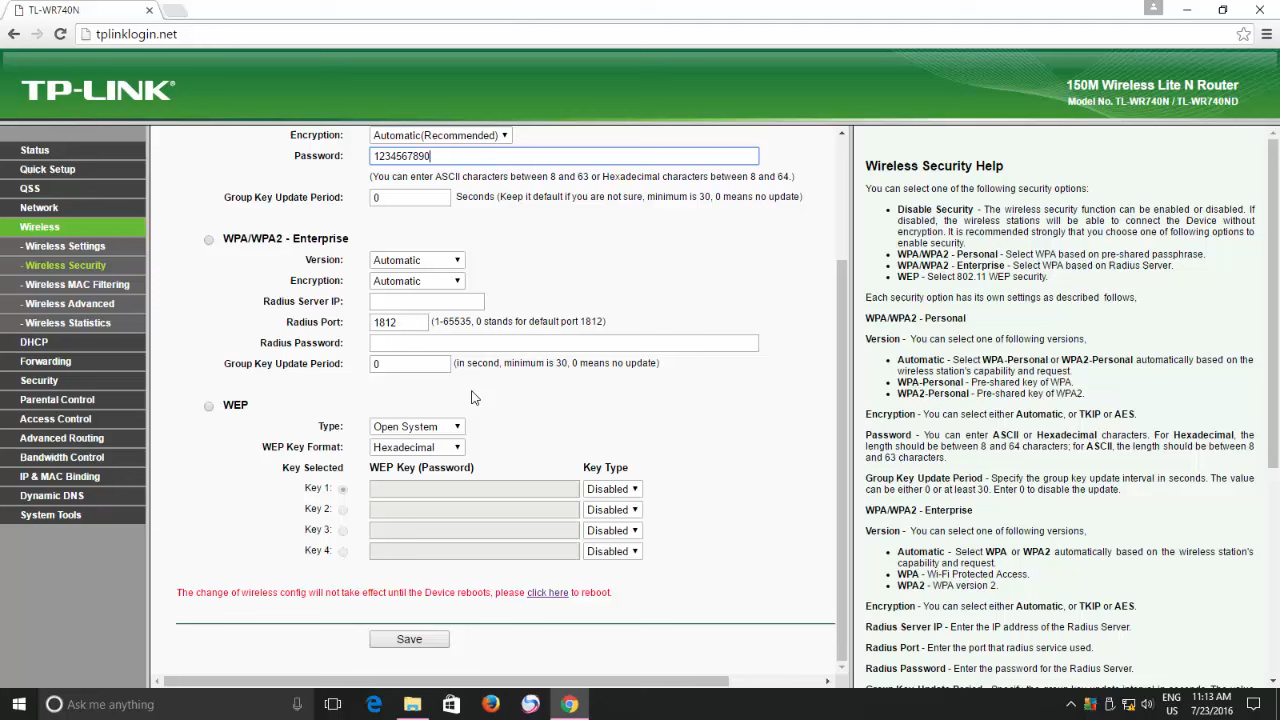 TL-WR740N
tplinklogin.net
TP-LINK®
150M Wireless Lite N Router
Model No. TL-WR740N / TL-WR740ND
Status
Quick Setup
QSS
Network
Wireless
- Wireless Settings
- Wireless Security
- Wireless MAC Filtering
- Wireless Advanced
- Wireless Statistics
DHCP
Forwarding
Security
Parental Control
Access Control
Advanced Routing
Bandwidth Control
IP & MAC Binding
Dynamic DNS
System Tools
Encryption: Automatic(Recommended)
Password: 1234567890
(You can enter ASCII characters between 8 and 63 or Hexadecimal characters between 8 and 64.)
Group Key Update Period: 0 Seconds (Keep it default if you are not sure, minimum is 30, 0 means no update)
WPA/WPA2 - Enterprise
Version: Automatic
Encryption: Automatic
Radius Server IP:
Radius Port: 1812 (1-65535, 0 stands for default port 1812)
Radius Password:
Group Key Update Period: 0 (in second, minimum is 30, 0 means no update)
WEP
Type: Open System
WEP Key Format: Hexadecimal
Key Selected WEP Key (Password) Key Type
Key 1: Disabled
Key 2: Disabled
Key 3: Disabled
Key 4: Disabled
The change of wireless config will not take effect until the Device reboots, please click here to reboot.
Save
Wireless Security Help
You can select one of the following security options:
Disable Security - The wireless security function can be enabled or disabled. If
disabled, the wireless stations will be able to connect the Device without
encryption. It is recommended strongly that you choose one of following options to
enable security.
WPA/WPA2 - Personal - Select WPA based on pre-shared passphrase.
WPA/WPA2 - Enterprise - Select WPA based on Radius Server.
WEP - Select 802.11 WEP security.
Each security option has its own settings as described follows,
WPA/WPA2 - Personal
Version - You can select one of following versions,
Automatic - Select WPA-Personal or WPA2-Personal automatically based on the
wireless station's capability and request.
WPA-Personal - Pre-shared key of WPA.
WPA2-Personal - Pre-shared key of WPA2.
Encryption - You can select either Automatic, or TKIP or AES.
Password - You can enter ASCII or Hexadecimal characters. For Hexadecimal, the
length should be between 8 and 64 characters; for ASCII, the length should be between 8
and 63 characters.
Group Key Update Period - Specify the group key update interval in seconds. The value
can be either 0 or at least 30. Enter 0 to disable the update.
WPA/WPA2 - Enterprise
Version - You can select one of following versions,
Automatic - Select WPA or WPA2 automatically based on the wireless station's
capability and request.
WPA - Wi-Fi Protected Access.
WPA2 - WPA version 2.
Encryption - You can select either Automatic, or TKIP or AES.
Radius Server IP - Enter the IP address of the Radius Server.
Radius Port - Enter the port that radius service used.
Radius Password - Enter the password for the Radius Server.
Ask me anything
ENG
US
11:13 AM
7/23/2016